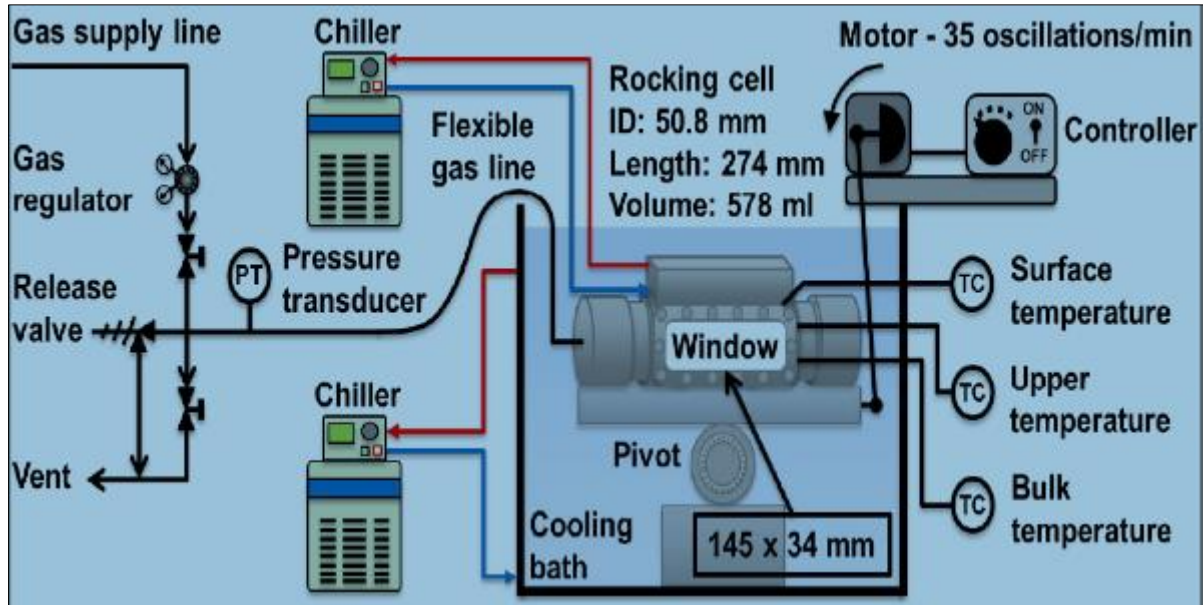 Gas supply line
Chiller
Motor - 35 oscillations/min
Rocking cell
ID: 50.8 mm
Length: 274 mm
Volume: 578 ml
ON
OFF
Controller
Flexible
gas line
Gas
regulator
PT
Pressure
transducer
Release
valve
Window
TC
Surface
temperature
TC
Upper
temperature
Chiller
Pivot
Vent
Cooling
bath
145 x 34 mm
TC
Bulk
temperature